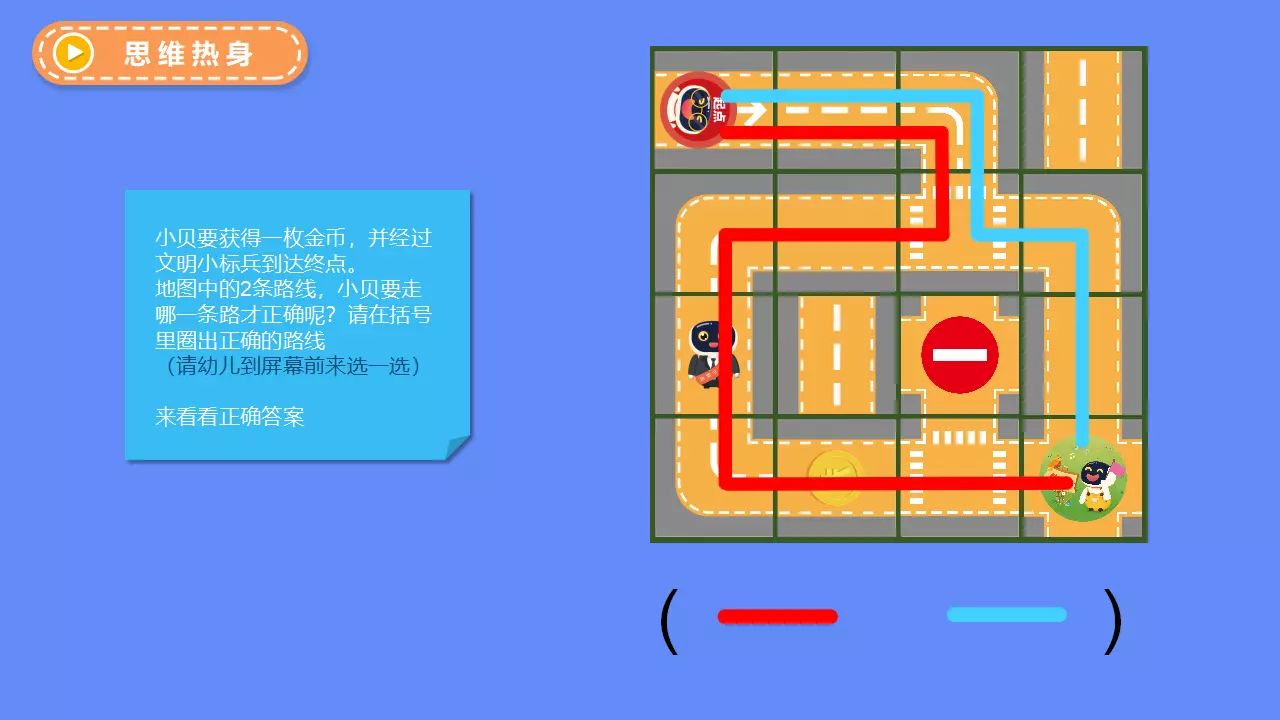 思维热身
起点
小贝要获得一枚金币，并经过
文明小标兵到达终点。
地图中的2条路线，小贝要走
哪一条路才正确呢？请在括号
里圈出正确的路线
（请幼儿到屏幕前来选一选）
来看看正确答案
（ ）